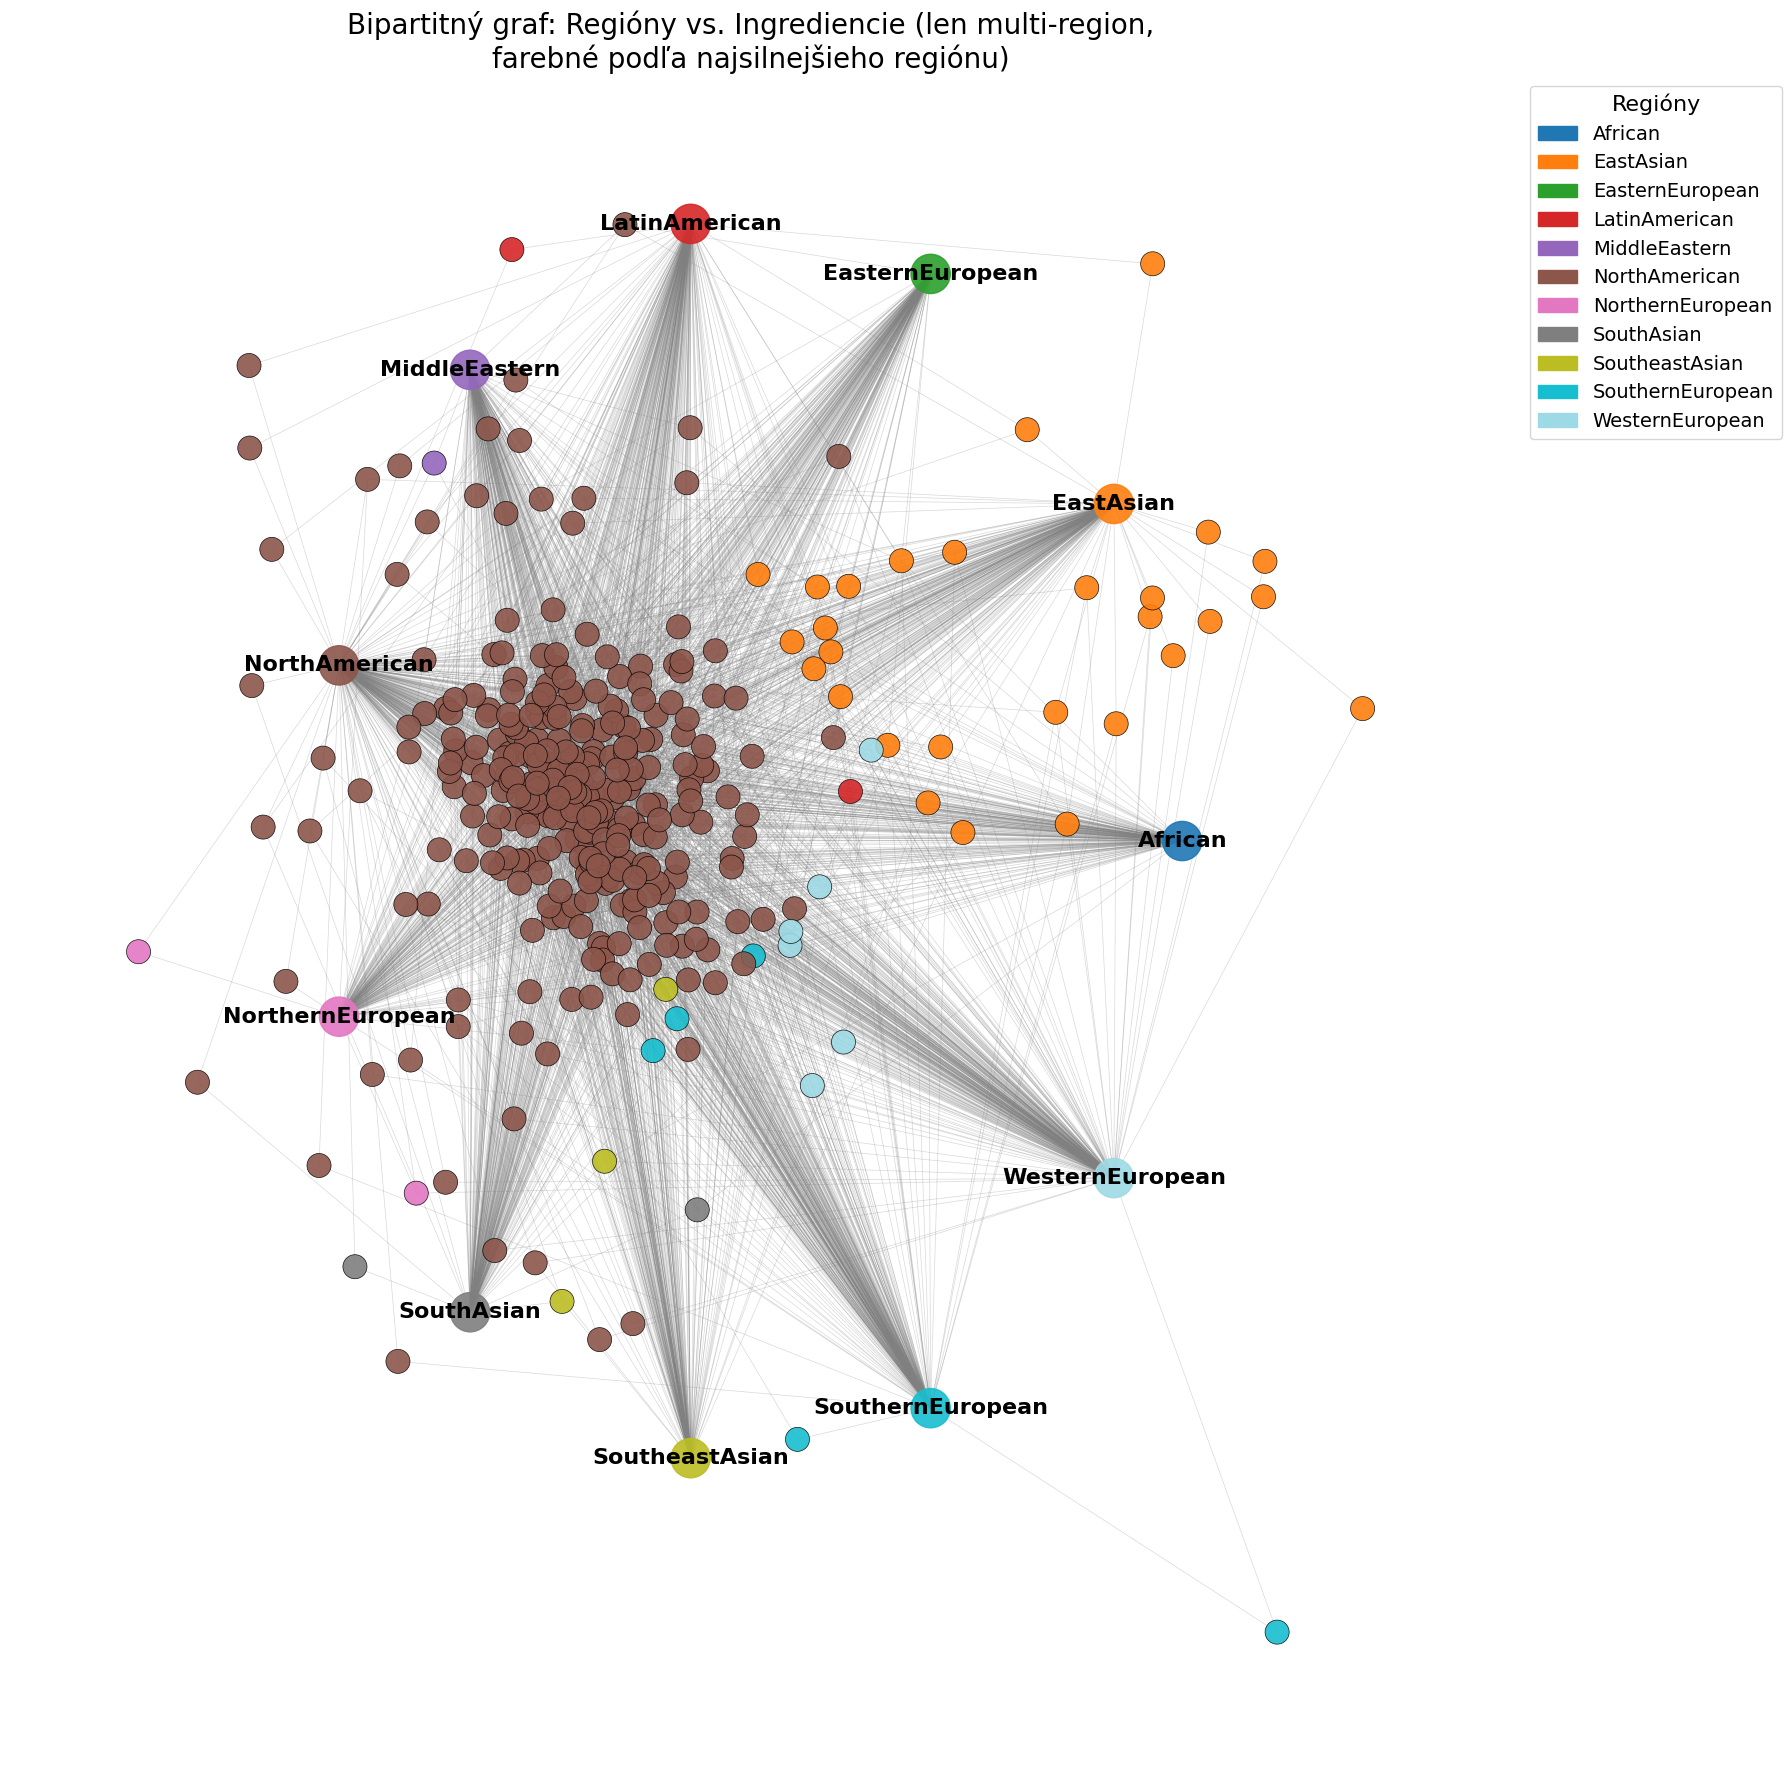 Bipartitný graf: Regióny vs. Ingrediencie (len multi-region,
farebné podľa najsilnejšieho regiónu)
Regióny
African
EastAsian
EasternEuropean
LatinAmerican
MiddleEastern
NorthAmerican
NorthernEuropean
SouthAsian
SoutheastAsian
SouthernEuropean
WesternEuropean
LatinAmerican
EasternEuropean
MiddleEastern
EastAsian
NorthAmerican
African
NorthernEuropean
WesternEuropean
SouthAsian
SouthernEuropean
SoutheastAsian